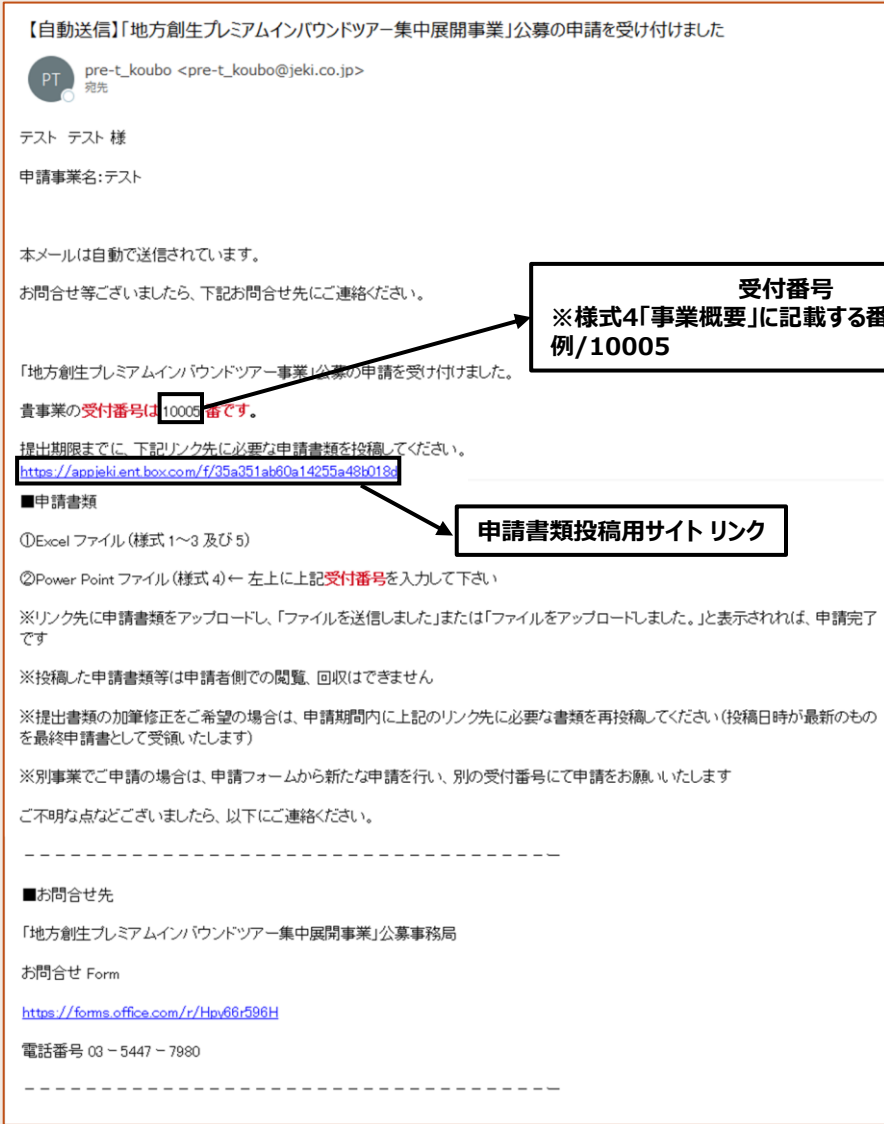 【自動送信】「地方創生プレミアムインバウンドツアー集中展開事業」公募の申請を受け付けました
PT
pre-t_koubo <pre-t_koubo@jeki.co.jp>
宛先
テスト テスト 様
申請事業名:テスト
本メールは自動で送信されています。
お問合せ等ございましたら、下記お問合せ先にご連絡ください。
受付番号
※様式4「事業概要」に記載する番
例/10005
「地方創生プレミアムインバウンドツアー事業」公募の申請を受け付けました。
貴事業の受付番号は10005番です。
提出期限までに、下記リンク先に必要な申請書類を投稿してください。
https://appjeki.ent.box.com/f/35a351ab60a14255a48b018d
申請書類投稿用サイト リンク
■申請書類
①Excel ファイル (様式 1～3 及び 5)
②Power Point ファイル (様式 4) ← 左上に上記受付番号を入力して下さい
※リンク先に申請書類をアップロードし、「ファイルを送信しました」または「ファイルをアップロードしました。」と表示されれば、申請完了
です
※投稿した申請書類等は申請者側での閲覧、回収はできません
※提出書類の加筆修正をご希望の場合は、申請期間内に上記のリンク先に必要な書類を再投稿してください(投稿日時が最新のもの
を最終申請書として受領いたします)
※別事業でご申請の場合は、申請フォームから新たな申請を行い、別の受付番号にて申請をお願いいたします
ご不明な点などございましたら、以下にご連絡ください。
－－－－－－－－－－－－－－－－－－－－－－－－－－－－
■お問合せ先
「地方創生プレミアムインバウンドツアー集中展開事業」公募事務局
お問合せ Form
https://forms.office.com/r/Hpv66r596H
電話番号 03－5447－7980
－－－－－－－－－－－－－－－－－－－－－－－－－－－－